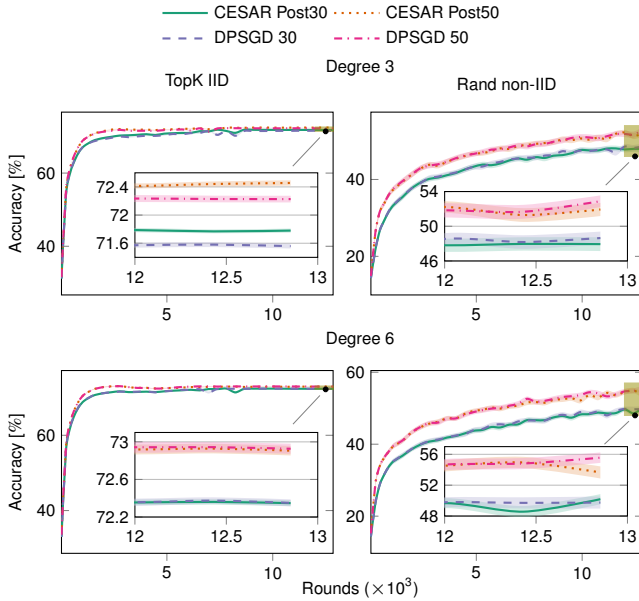 CESAR Post30 CESAR Post50
DPSGD 30 DPSGD 50
Degree 3
TopK IID Rand non-IID
Accuracy [%]
60
40
5 10
72.4
72
71.6
12 12.5 13
40
20
5 10
54
50
46
12 12.5 13
Degree 6
Accuracy [%]
60
40
5 10
73
72.6
72.2
12 12.5 13
60
40
20
5 10
56
52
48
12 12.5 13
Rounds (×10³)